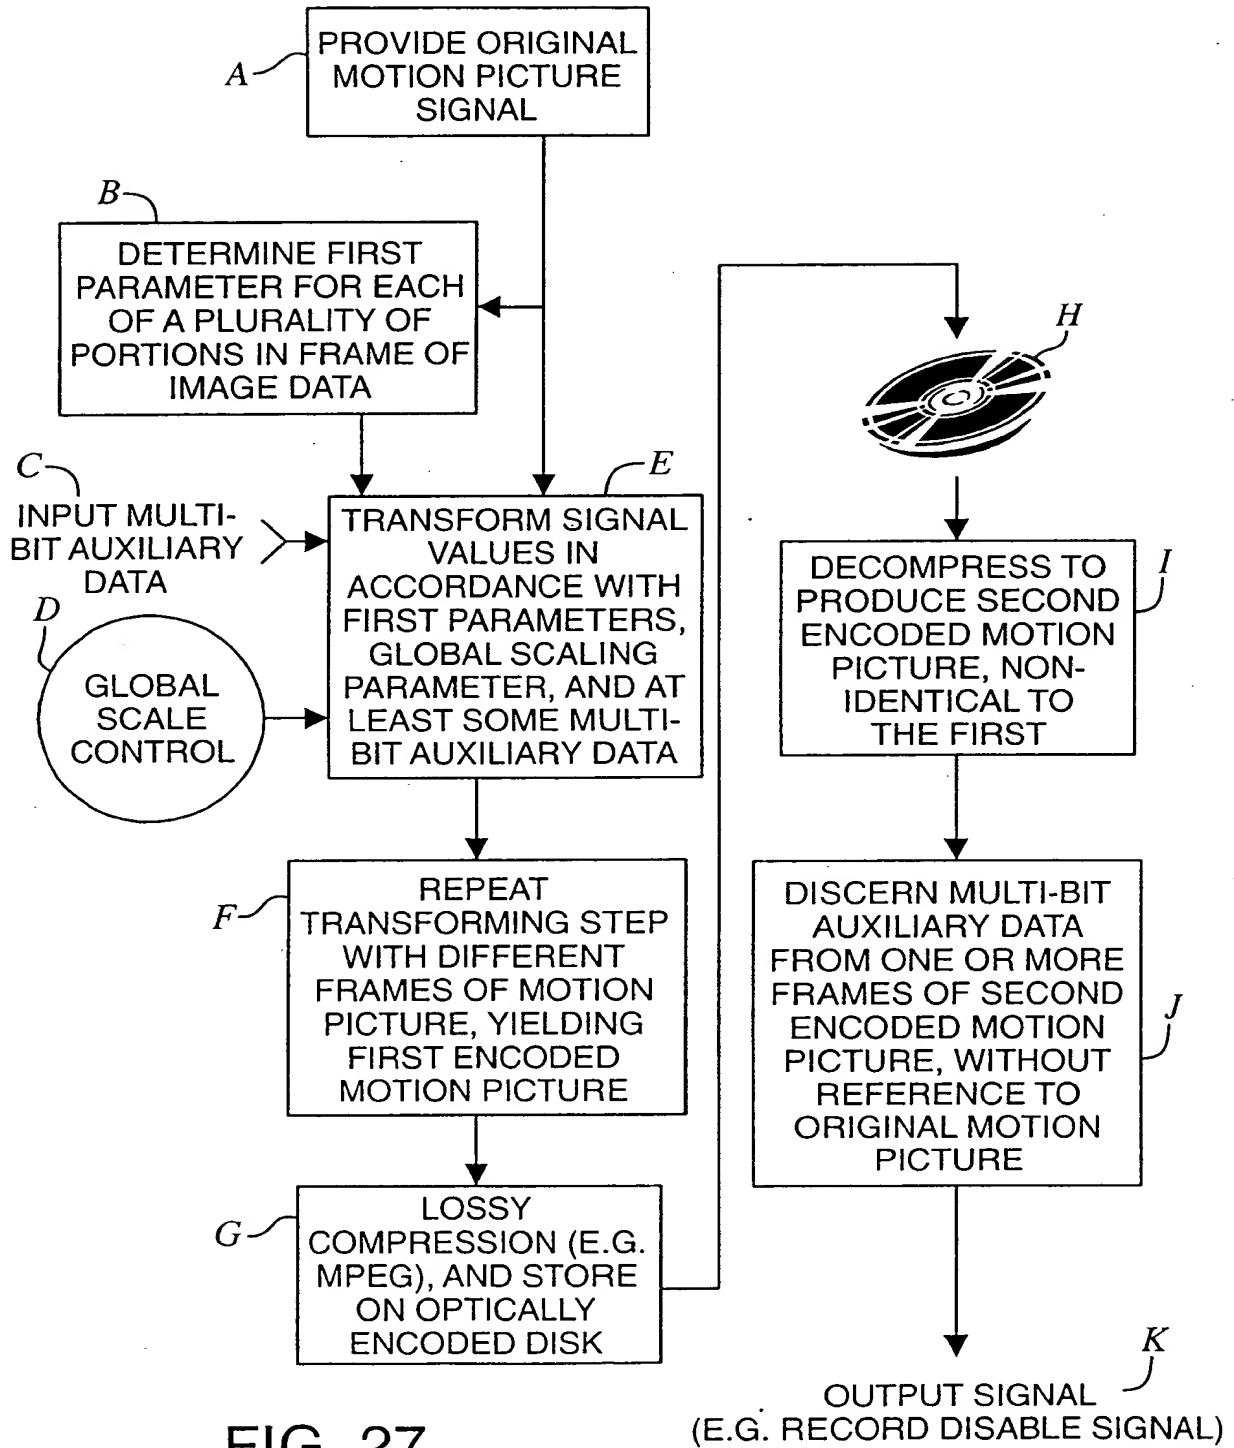 A
PROVIDE ORIGINAL
MOTION PICTURE
SIGNAL
B
DETERMINE FIRST
PARAMETER FOR EACH
OF A PLURALITY OF
PORTIONS IN FRAME OF
IMAGE DATA
C
INPUT MULTI-
BIT AUXILIARY
DATA
D
GLOBAL
SCALE
CONTROL
E
TRANSFORM SIGNAL
VALUES IN
ACCORDANCE WITH
FIRST PARAMETERS,
GLOBAL SCALING
PARAMETER, AND AT
LEAST SOME MULTI-
BIT AUXILIARY DATA
F
REPEAT
TRANSFORMING STEP
WITH DIFFERENT
FRAMES OF MOTION
PICTURE, YIELDING
FIRST ENCODED
MOTION PICTURE
G
LOSSY
COMPRESSION (E.G.
MPEG), AND STORE
ON OPTICALLY
ENCODED DISK
H
I
DECOMPRESS TO
PRODUCE SECOND
ENCODED MOTION
PICTURE, NON-
IDENTICAL TO
THE FIRST
J
DISCERN MULTI-BIT
AUXILIARY DATA
FROM ONE OR MORE
FRAMES OF SECOND
ENCODED MOTION
PICTURE, WITHOUT
REFERENCE TO
ORIGINAL MOTION
PICTURE
K
OUTPUT SIGNAL
(E.G. RECORD DISABLE SIGNAL)
FIG. 27